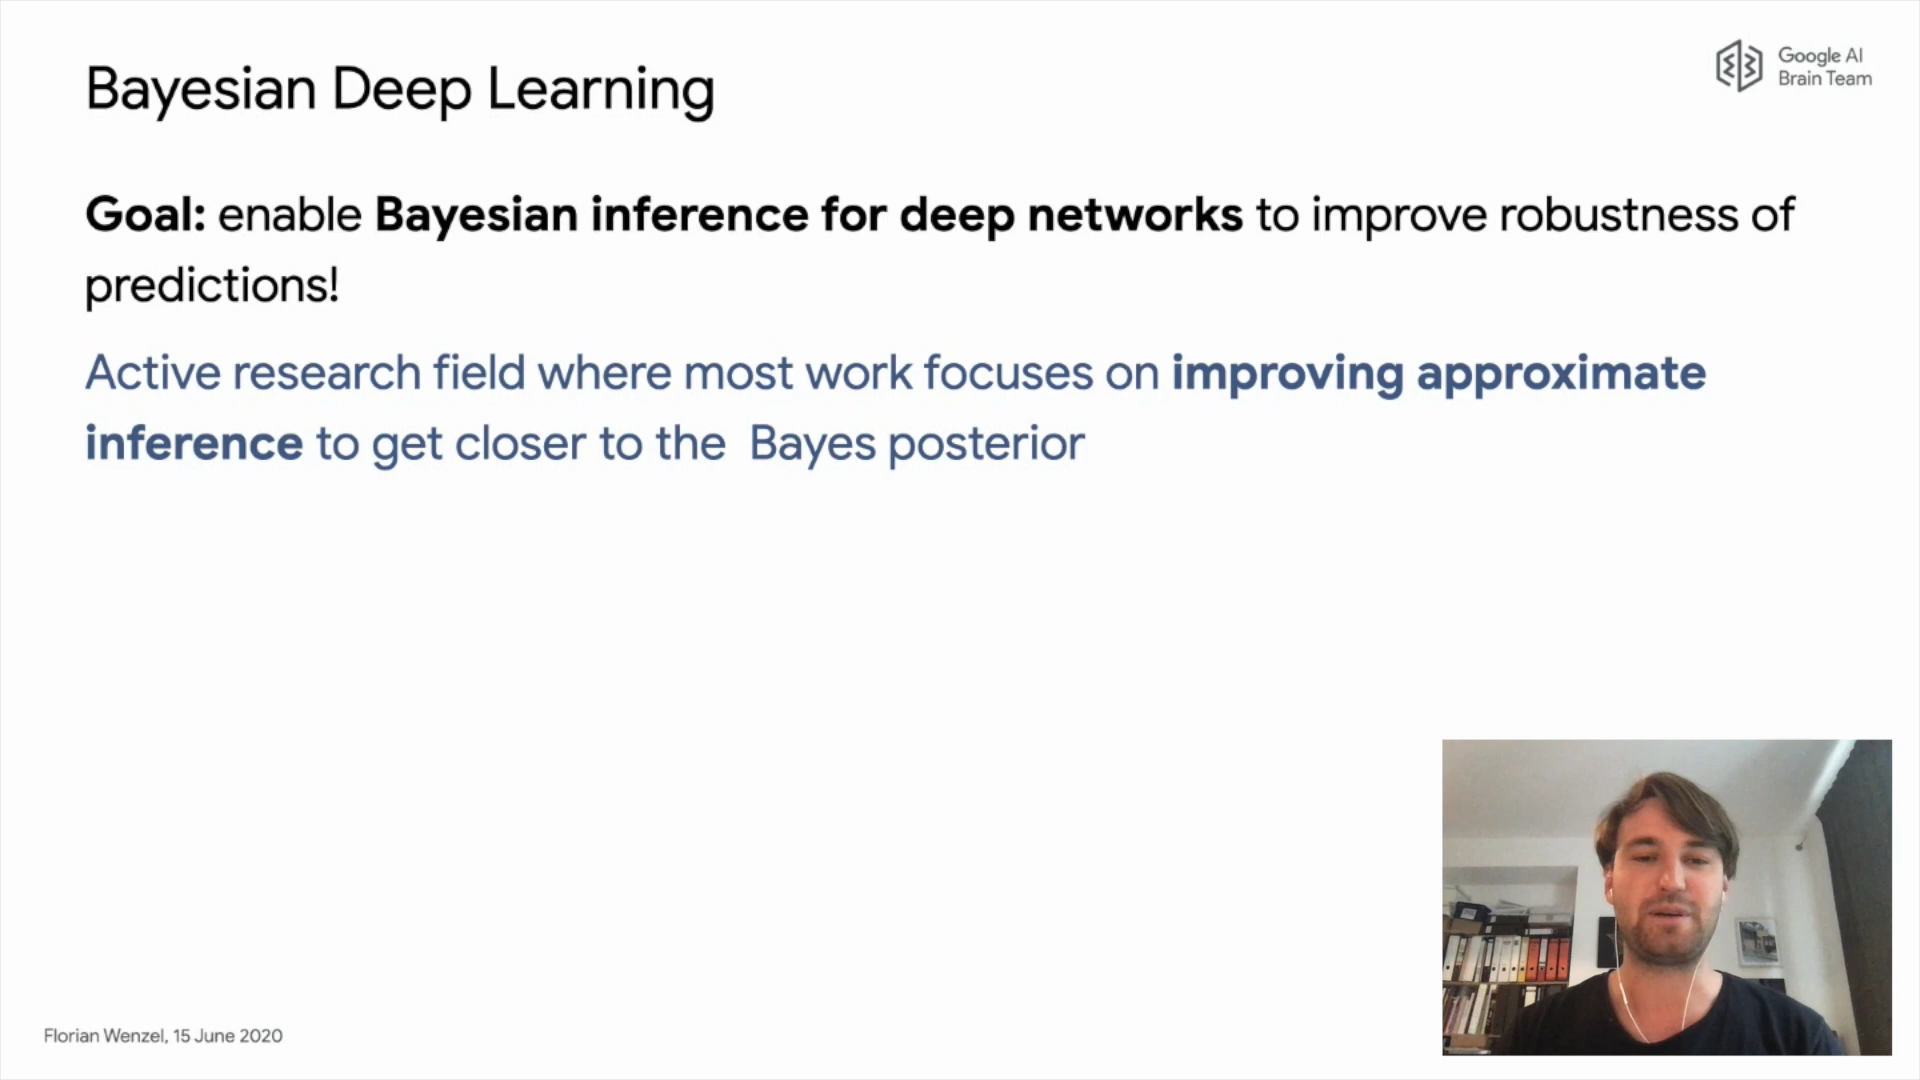 Bayesian Deep Learning
Google AI
Brain Team
Goal: enable Bayesian inference for deep networks to improve robustness of
predictions!
Active research field where most work focuses on improving approximate
inference to get closer to the Bayes posterior
Florian Wenzel, 15 June 2020